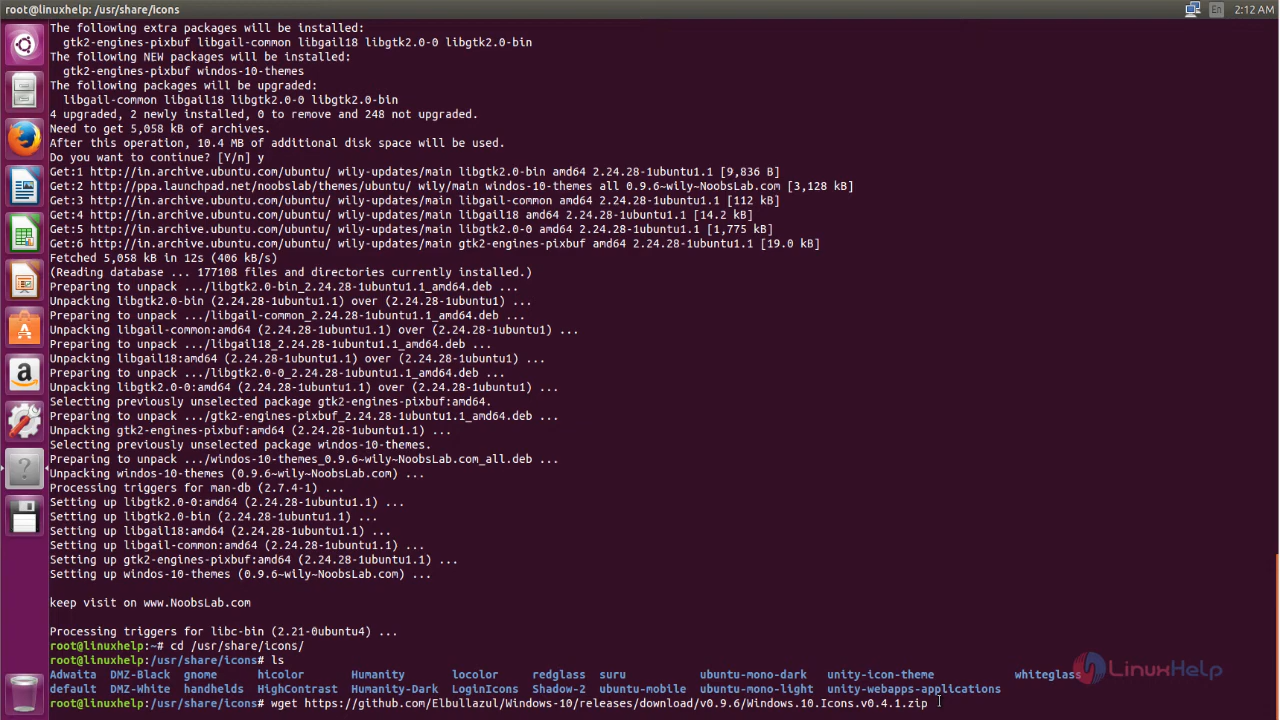 root@linuxhelp: /usr/share/icons
En
2:12 AM
The following extra packages will be installed:
gtk2-engines-pixbuf libgail-common libgail18 libgtk2.0-0 libgtk2.0-bin
The following NEW packages will be installed:
gtk2-engines-pixbuf windos-10-themes
The following packages will be upgraded:
libgail-common libgail18 libgtk2.0-0 libgtk2.0-bin
4 upgraded, 2 newly installed, 0 to remove and 248 not upgraded.
Need to get 5,058 kB of archives.
After this operation, 10.4 MB of additional disk space will be used.
Do you want to continue? [Y/n] y
Get:1 http://in.archive.ubuntu.com/ubuntu/ wily-updates/main libgtk2.0-bin amd64 2.24.28-1ubuntu1.1 [9,836 B]
Get:2 http://ppa.launchpad.net/noobslab/themes/ubuntu/ wily/main windos-10-themes all 0.9.6~wily~NoobsLab.com [3,128 kB]
Get:3 http://in.archive.ubuntu.com/ubuntu/ wily-updates/main libgail-common amd64 2.24.28-1ubuntu1.1 [112 kB]
Get:4 http://in.archive.ubuntu.com/ubuntu/ wily-updates/main libgail18 amd64 2.24.28-1ubuntu1.1 [14.2 kB]
Get:5 http://in.archive.ubuntu.com/ubuntu/ wily-updates/main libgtk2.0-0 amd64 2.24.28-1ubuntu1.1 [1,775 kB]
Get:6 http://in.archive.ubuntu.com/ubuntu/ wily-updates/main gtk2-engines-pixbuf amd64 2.24.28-1ubuntu1.1 [19.0 kB]
Fetched 5,058 kB in 12s (406 kB/s)
(Reading database ... 177108 files and directories currently installed.)
Preparing to unpack .../libgtk2.0-bin_2.24.28-1ubuntu1.1_amd64.deb ...
Unpacking libgtk2.0-bin (2.24.28-1ubuntu1.1) over (2.24.28-1ubuntu1) ...
Preparing to unpack .../libgail-common_2.24.28-1ubuntu1.1_amd64.deb ...
Unpacking libgail-common:amd64 (2.24.28-1ubuntu1.1) over (2.24.28-1ubuntu1) ...
Preparing to unpack .../libgail18_2.24.28-1ubuntu1.1_amd64.deb ...
Unpacking libgail18:amd64 (2.24.28-1ubuntu1.1) over (2.24.28-1ubuntu1) ...
Preparing to unpack .../libgtk2.0-0_2.24.28-1ubuntu1.1_amd64.deb ...
Unpacking libgtk2.0-0:amd64 (2.24.28-1ubuntu1.1) over (2.24.28-1ubuntu1) ...
Selecting previously unselected package gtk2-engines-pixbuf:amd64.
Preparing to unpack .../gtk2-engines-pixbuf_2.24.28-1ubuntu1.1_amd64.deb ...
Unpacking gtk2-engines-pixbuf:amd64 (2.24.28-1ubuntu1.1) ...
Selecting previously unselected package windos-10-themes.
Preparing to unpack .../windos-10-themes_0.9.6~wily~NoobsLab.com_all.deb ...
Unpacking windos-10-themes (0.9.6~wily~NoobsLab.com) ...
Processing triggers for man-db (2.7.4-1) ...
Setting up libgtk2.0-0:amd64 (2.24.28-1ubuntu1.1) ...
Setting up libgtk2.0-bin (2.24.28-1ubuntu1.1) ...
Setting up libgail18:amd64 (2.24.28-1ubuntu1.1) ...
Setting up libgail-common:amd64 (2.24.28-1ubuntu1.1) ...
Setting up gtk2-engines-pixbuf:amd64 (2.24.28-1ubuntu1.1) ...
Setting up windos-10-themes (0.9.6~wily~NoobsLab.com) ...
keep visit on www.NoobsLab.com
Processing triggers for libc-bin (2.21-0ubuntu4) ...
root@linuxhelp:~# cd /usr/share/icons/
root@linuxhelp:/usr/share/icons# ls
Adwaita DMZ-Black gnome hicolor Humanity locolor redglass suru ubuntu-mono-dark unity-icon-theme whiteglass
default DMZ-White handhelds HighContrast Humanity-Dark LoginIcons Shadow-2 ubuntu-mobile ubuntu-mono-light unity-webapps-applications
root@linuxhelp:/usr/share/icons# wget https://github.com/Elbullazul/Windows-10/releases/download/v0.9.6/Windows.10.Icons.v0.4.1.zip
LinuxHelp